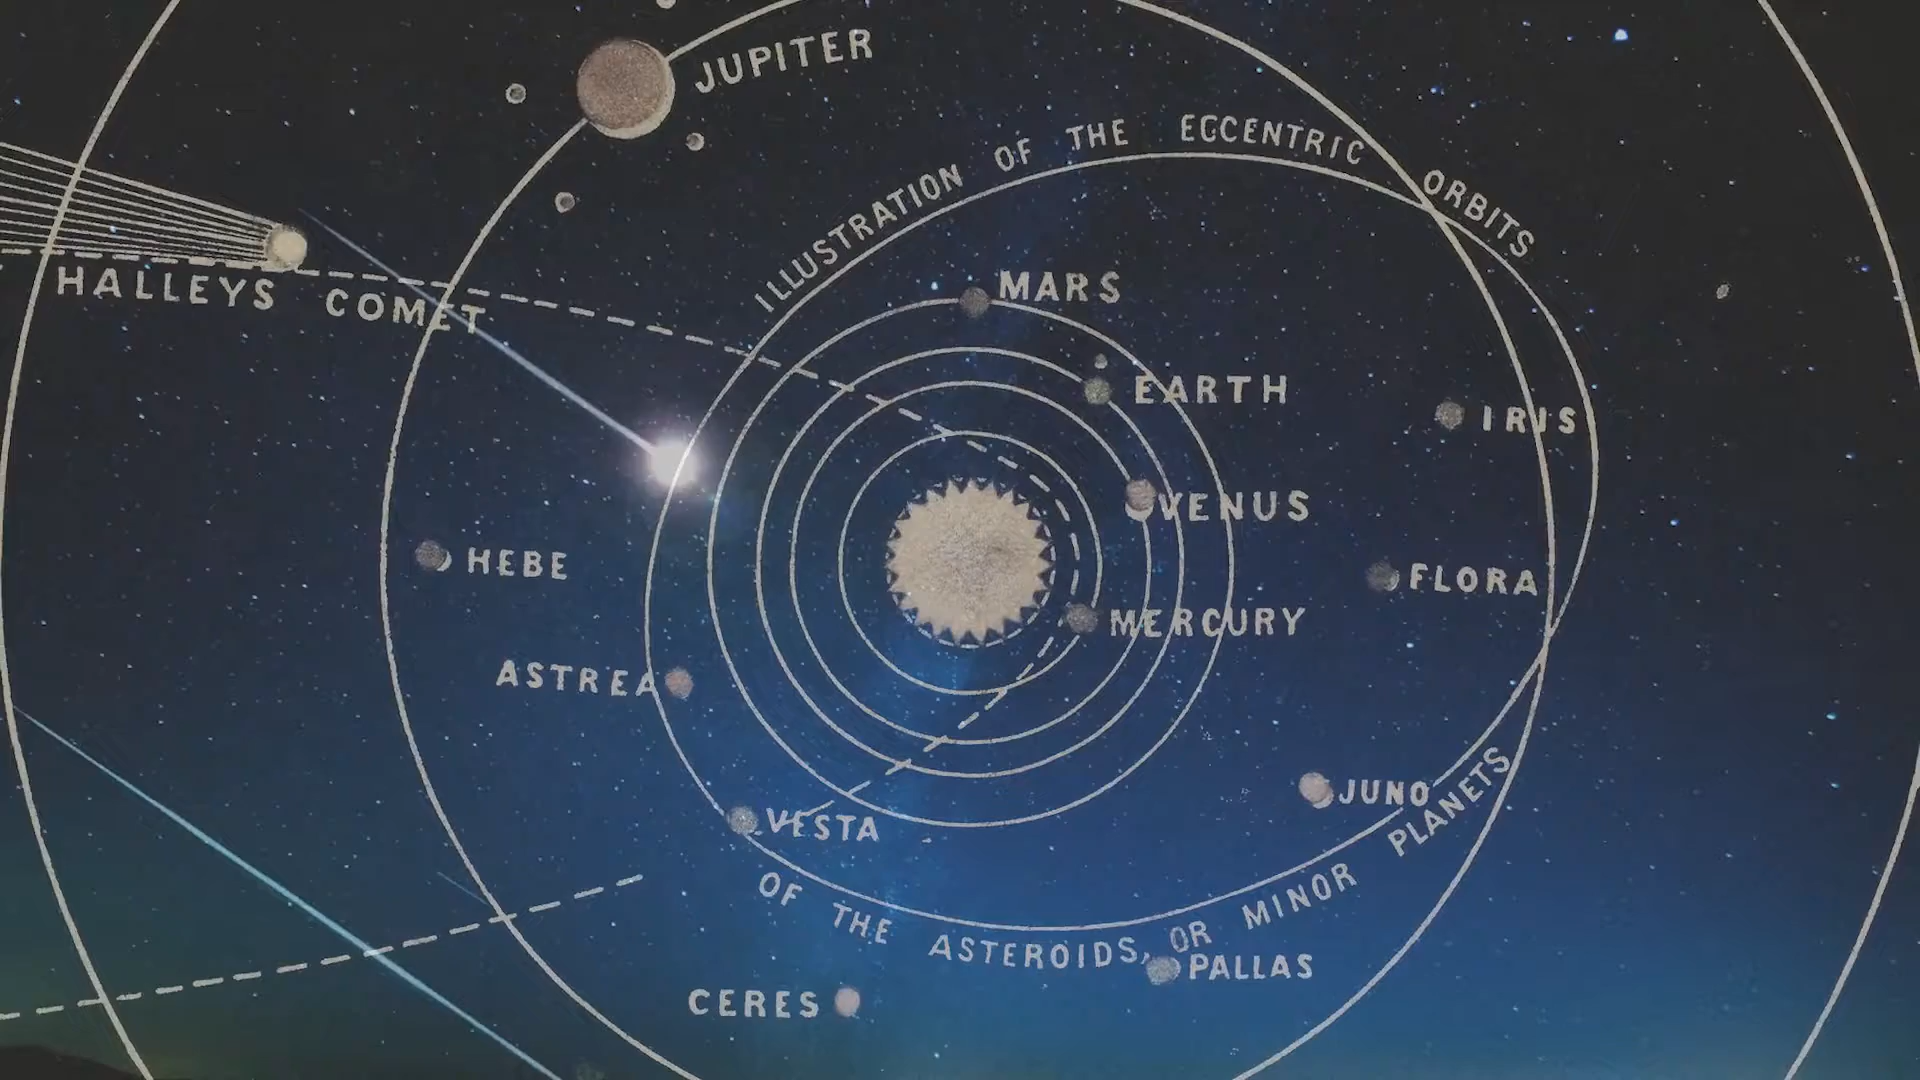 JUPITER
ILLUSTRATION OF THE ECCENTRIC ORBITS
HALLEYS COMET
MARS
EARTH
IRIS
VENUS
HEBE
FLORA
MERCURY
ASTREA
JUNO
VESTA
OF THE ASTEROIDS, OR MINOR PLANETS
PALLAS
CERES